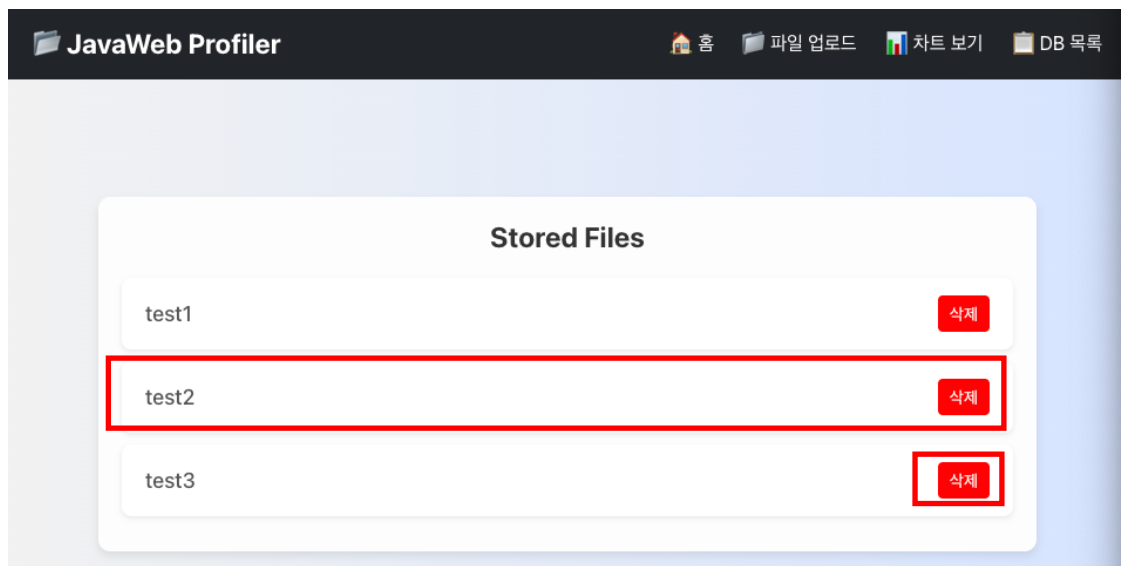 JavaWeb Profiler 홈 파일 업로드 차트 보기 DB 목록
Stored Files
test1 삭제
test2 삭제
test3 삭제